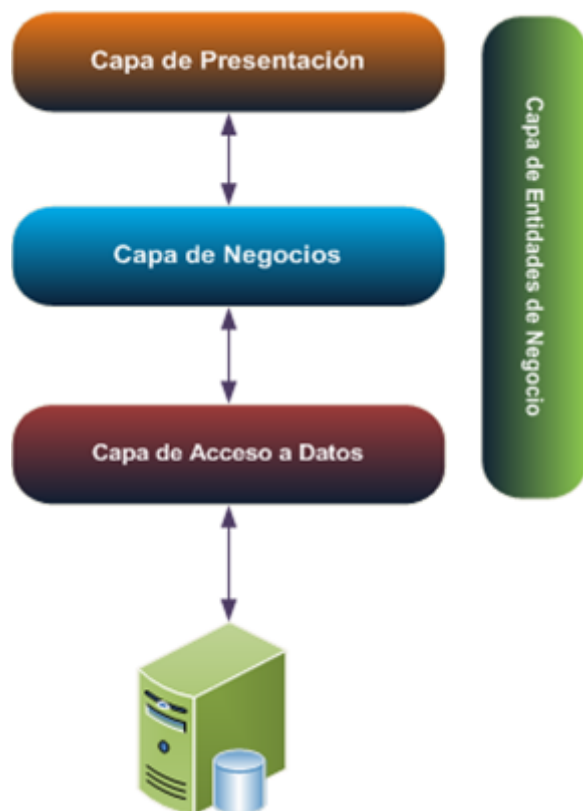 Capa de Presentación
Capa de Negocios
Capa de Acceso a Datos
Capa de Entidades de Negocio